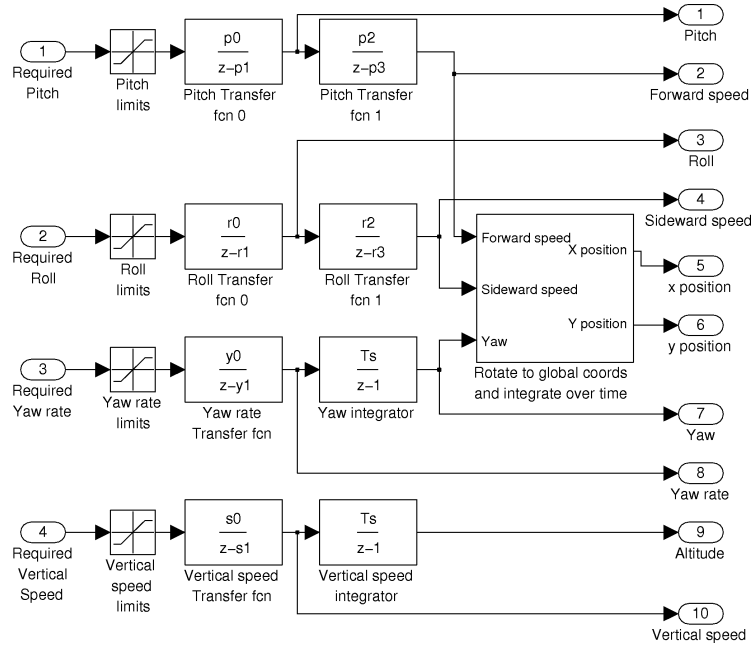 1
Required
Pitch
Pitch
limits
p0
z−p1
Pitch Transfer
fcn 0
p2
z−p3
Pitch Transfer
fcn 1
1
Pitch
2
Forward speed
3
Roll
2
Required
Roll
Roll
limits
r0
z−r1
Roll Transfer
fcn 0
r2
z−r3
Roll Transfer
fcn 1
4
Sideward speed
Forward speed
X position
Sideward speed
Y position
Yaw
Rotate to global coords
and integrate over time
5
x position
6
y position
3
Required
Yaw rate
Yaw rate
limits
y0
z−y1
Yaw rate
Transfer fcn
Ts
z−1
Yaw integrator
7
Yaw
8
Yaw rate
4
Required
Vertical
Speed
Vertical
speed
limits
s0
z−s1
Vertical speed
Transfer fcn
Ts
z−1
Vertical speed
integrator
9
Altitude
10
Vertical speed